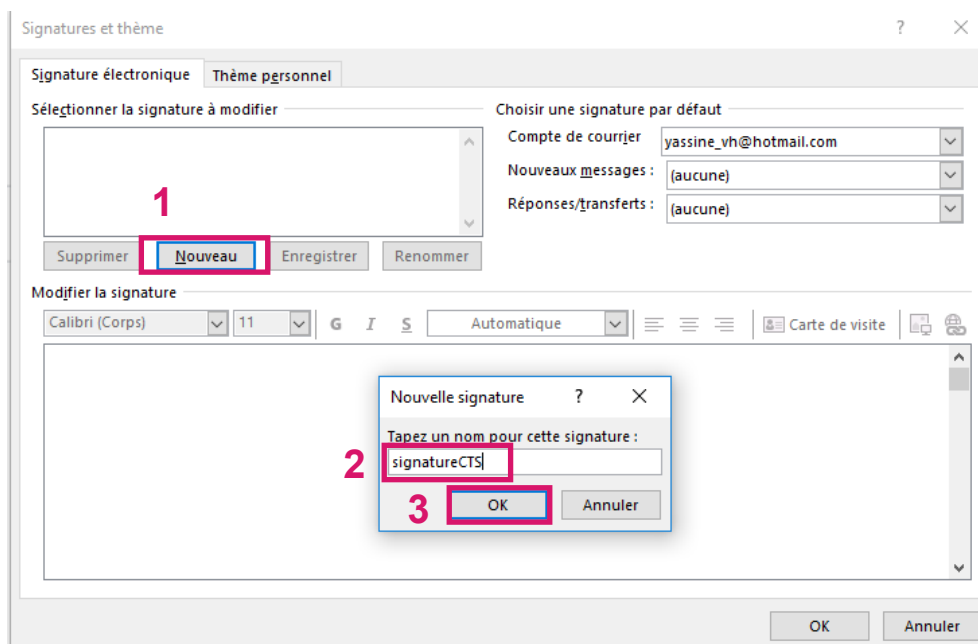 Signatures et thème ? ×
Signature électronique Thème personnel
Sélectionner la signature à modifier
Choisir une signature par défaut
Compte de courrier yassine_vh@hotmail.com
Nouveaux messages : (aucune)
Réponses/transferts : (aucune)
1
Supprimer Nouveau Enregistrer Renommer
Modifier la signature
Calibri (Corps) 11 G I S Automatique Carte de visite
Nouvelle signature ? ×
Tapez un nom pour cette signature :
2 signatureCTS
3 OK Annuler
OK Annuler